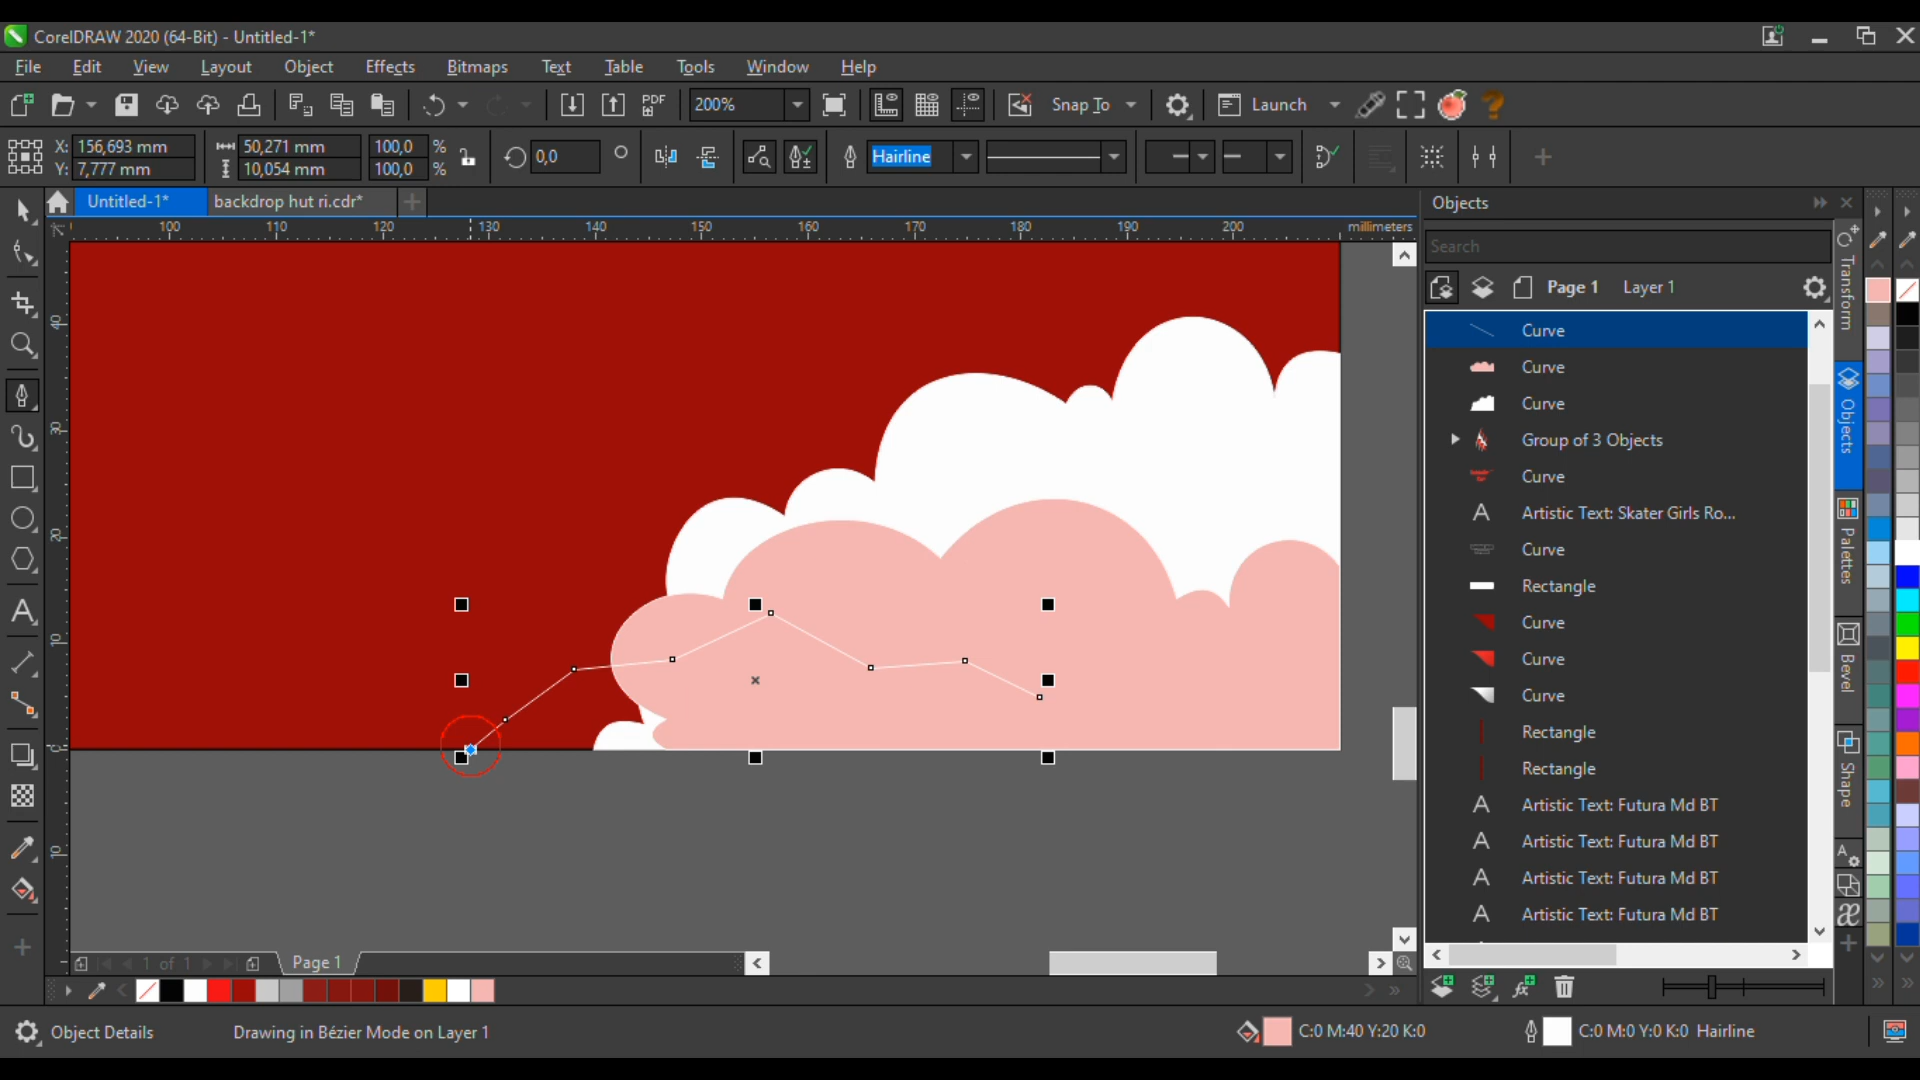 CorelDRAW 2020 (64-Bit) - Untitled-1*
File Edit View Layout Object Effects Bitmaps Text Table Tools Window Help
PDF 200% Snap To Launch
X: 156,693 mm 50,271 mm 100,0 % 0,0 Hairline
Y: 7,777 mm 10,054 mm 100,0 %
Untitled-1* backdrop hut ri.cdr*
100 110 120 130 140 150 160 170 180 190 200 millimeters
40
30
20
10
0
10
Objects
Search
Page 1 Layer 1
Curve
Curve
Curve
Group of 3 Objects
Curve
Artistic Text: Skater Girls Ro...
Curve
Rectangle
Curve
Curve
Curve
Rectangle
Rectangle
Artistic Text: Futura Md BT
Artistic Text: Futura Md BT
Artistic Text: Futura Md BT
Artistic Text: Futura Md BT
Transform
Objects
Palettes
Bevel
Shape
1 of 1 Page 1
Object Details Drawing in Bézier Mode on Layer 1 C:0 M:40 Y:20 K:0 C:0 M:0 Y:0 K:0 Hairline